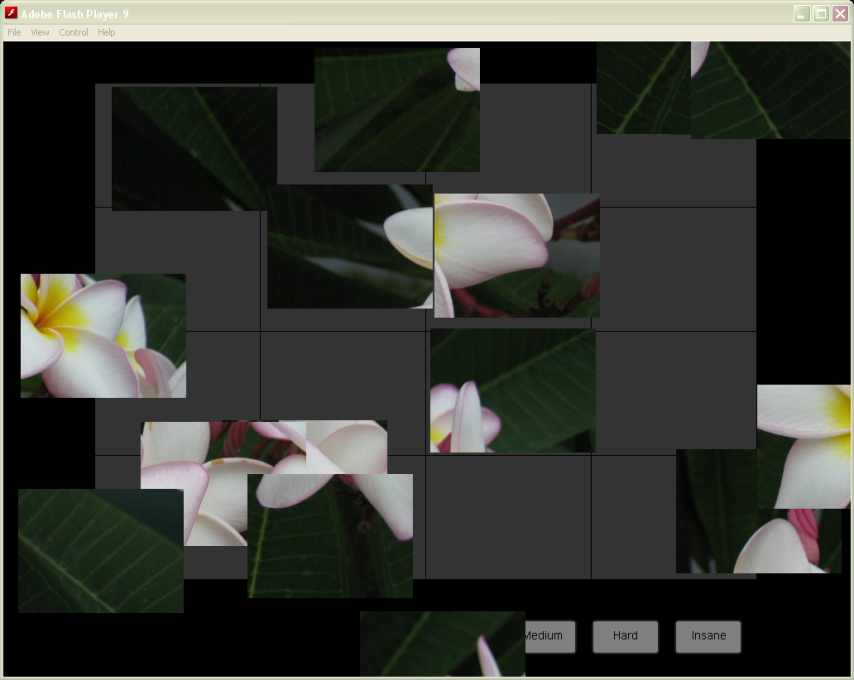 Adobe Flash Player 9
File View Control Help
Medium Hard Insane